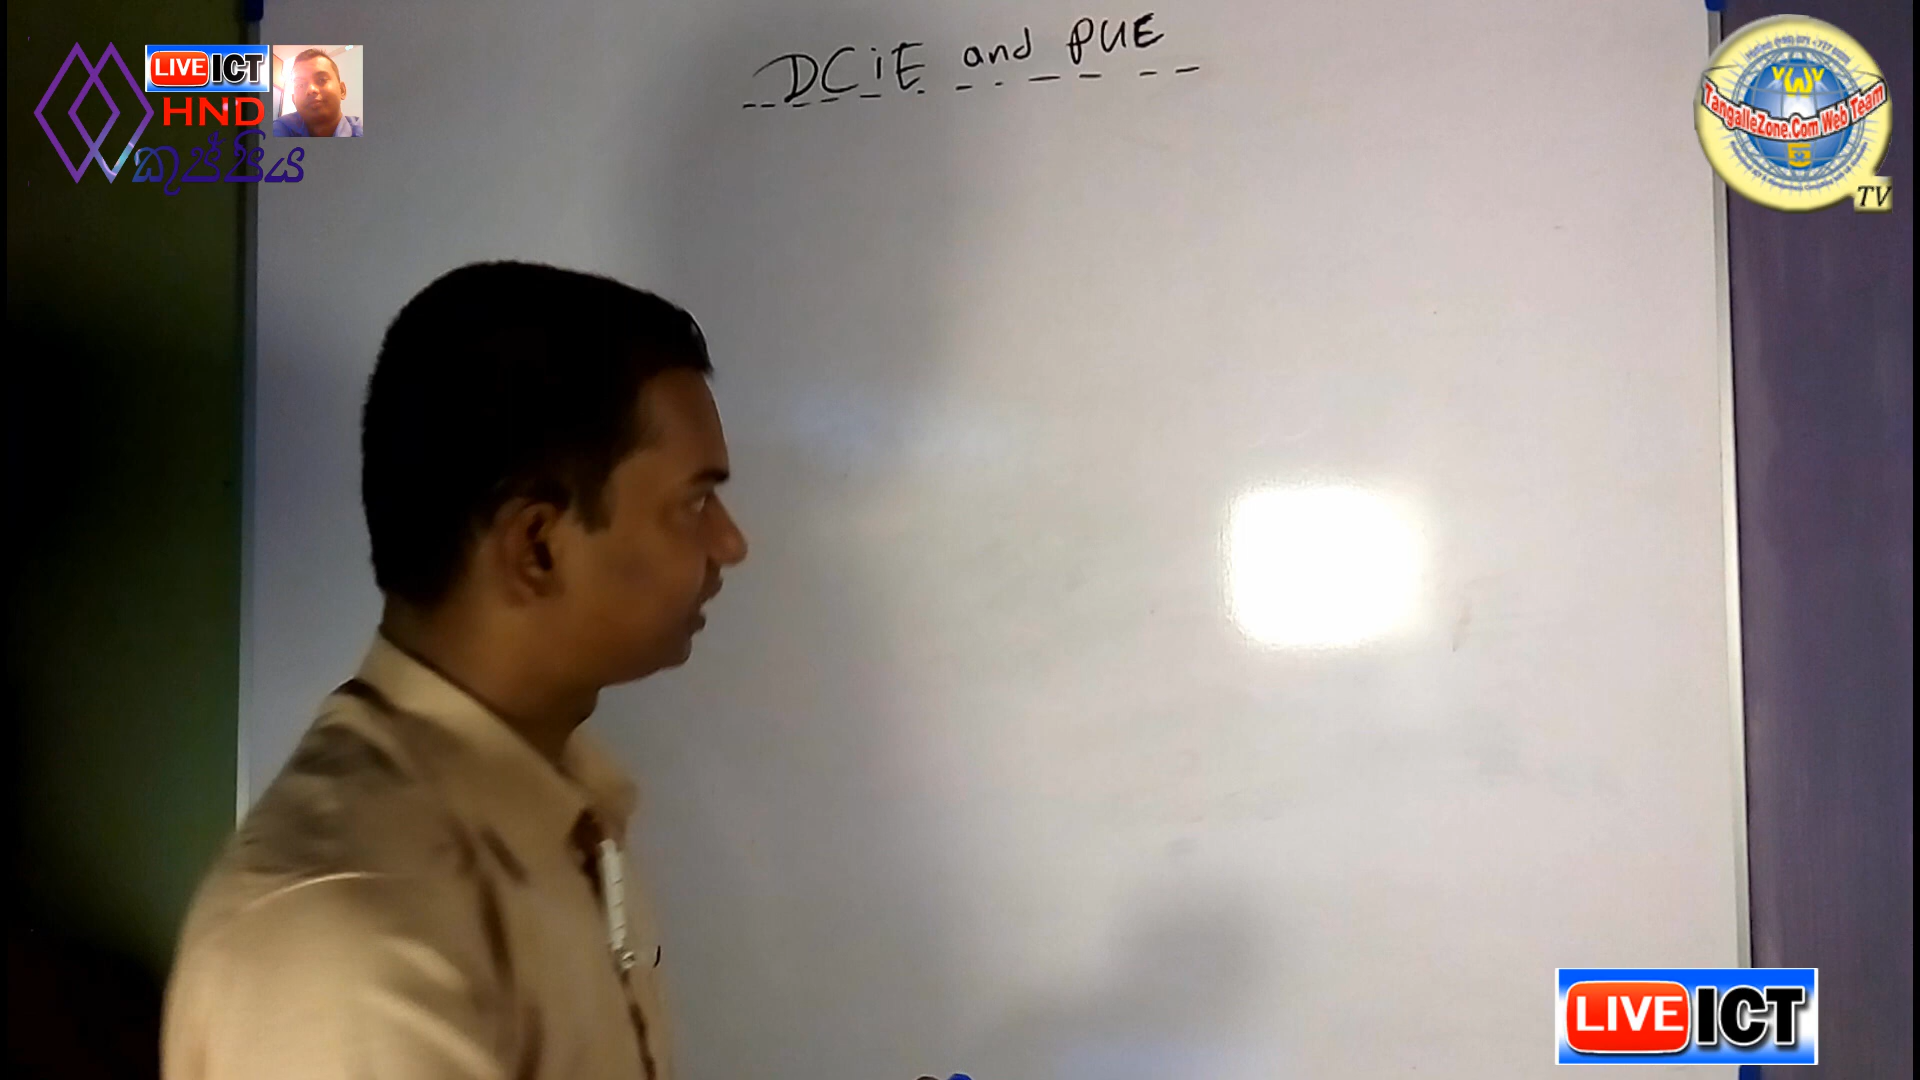 DCiE and PUE
LIVE ICT
HND
කුප්පිය
TangalleZone.Com Web Team
TV
LIVE ICT